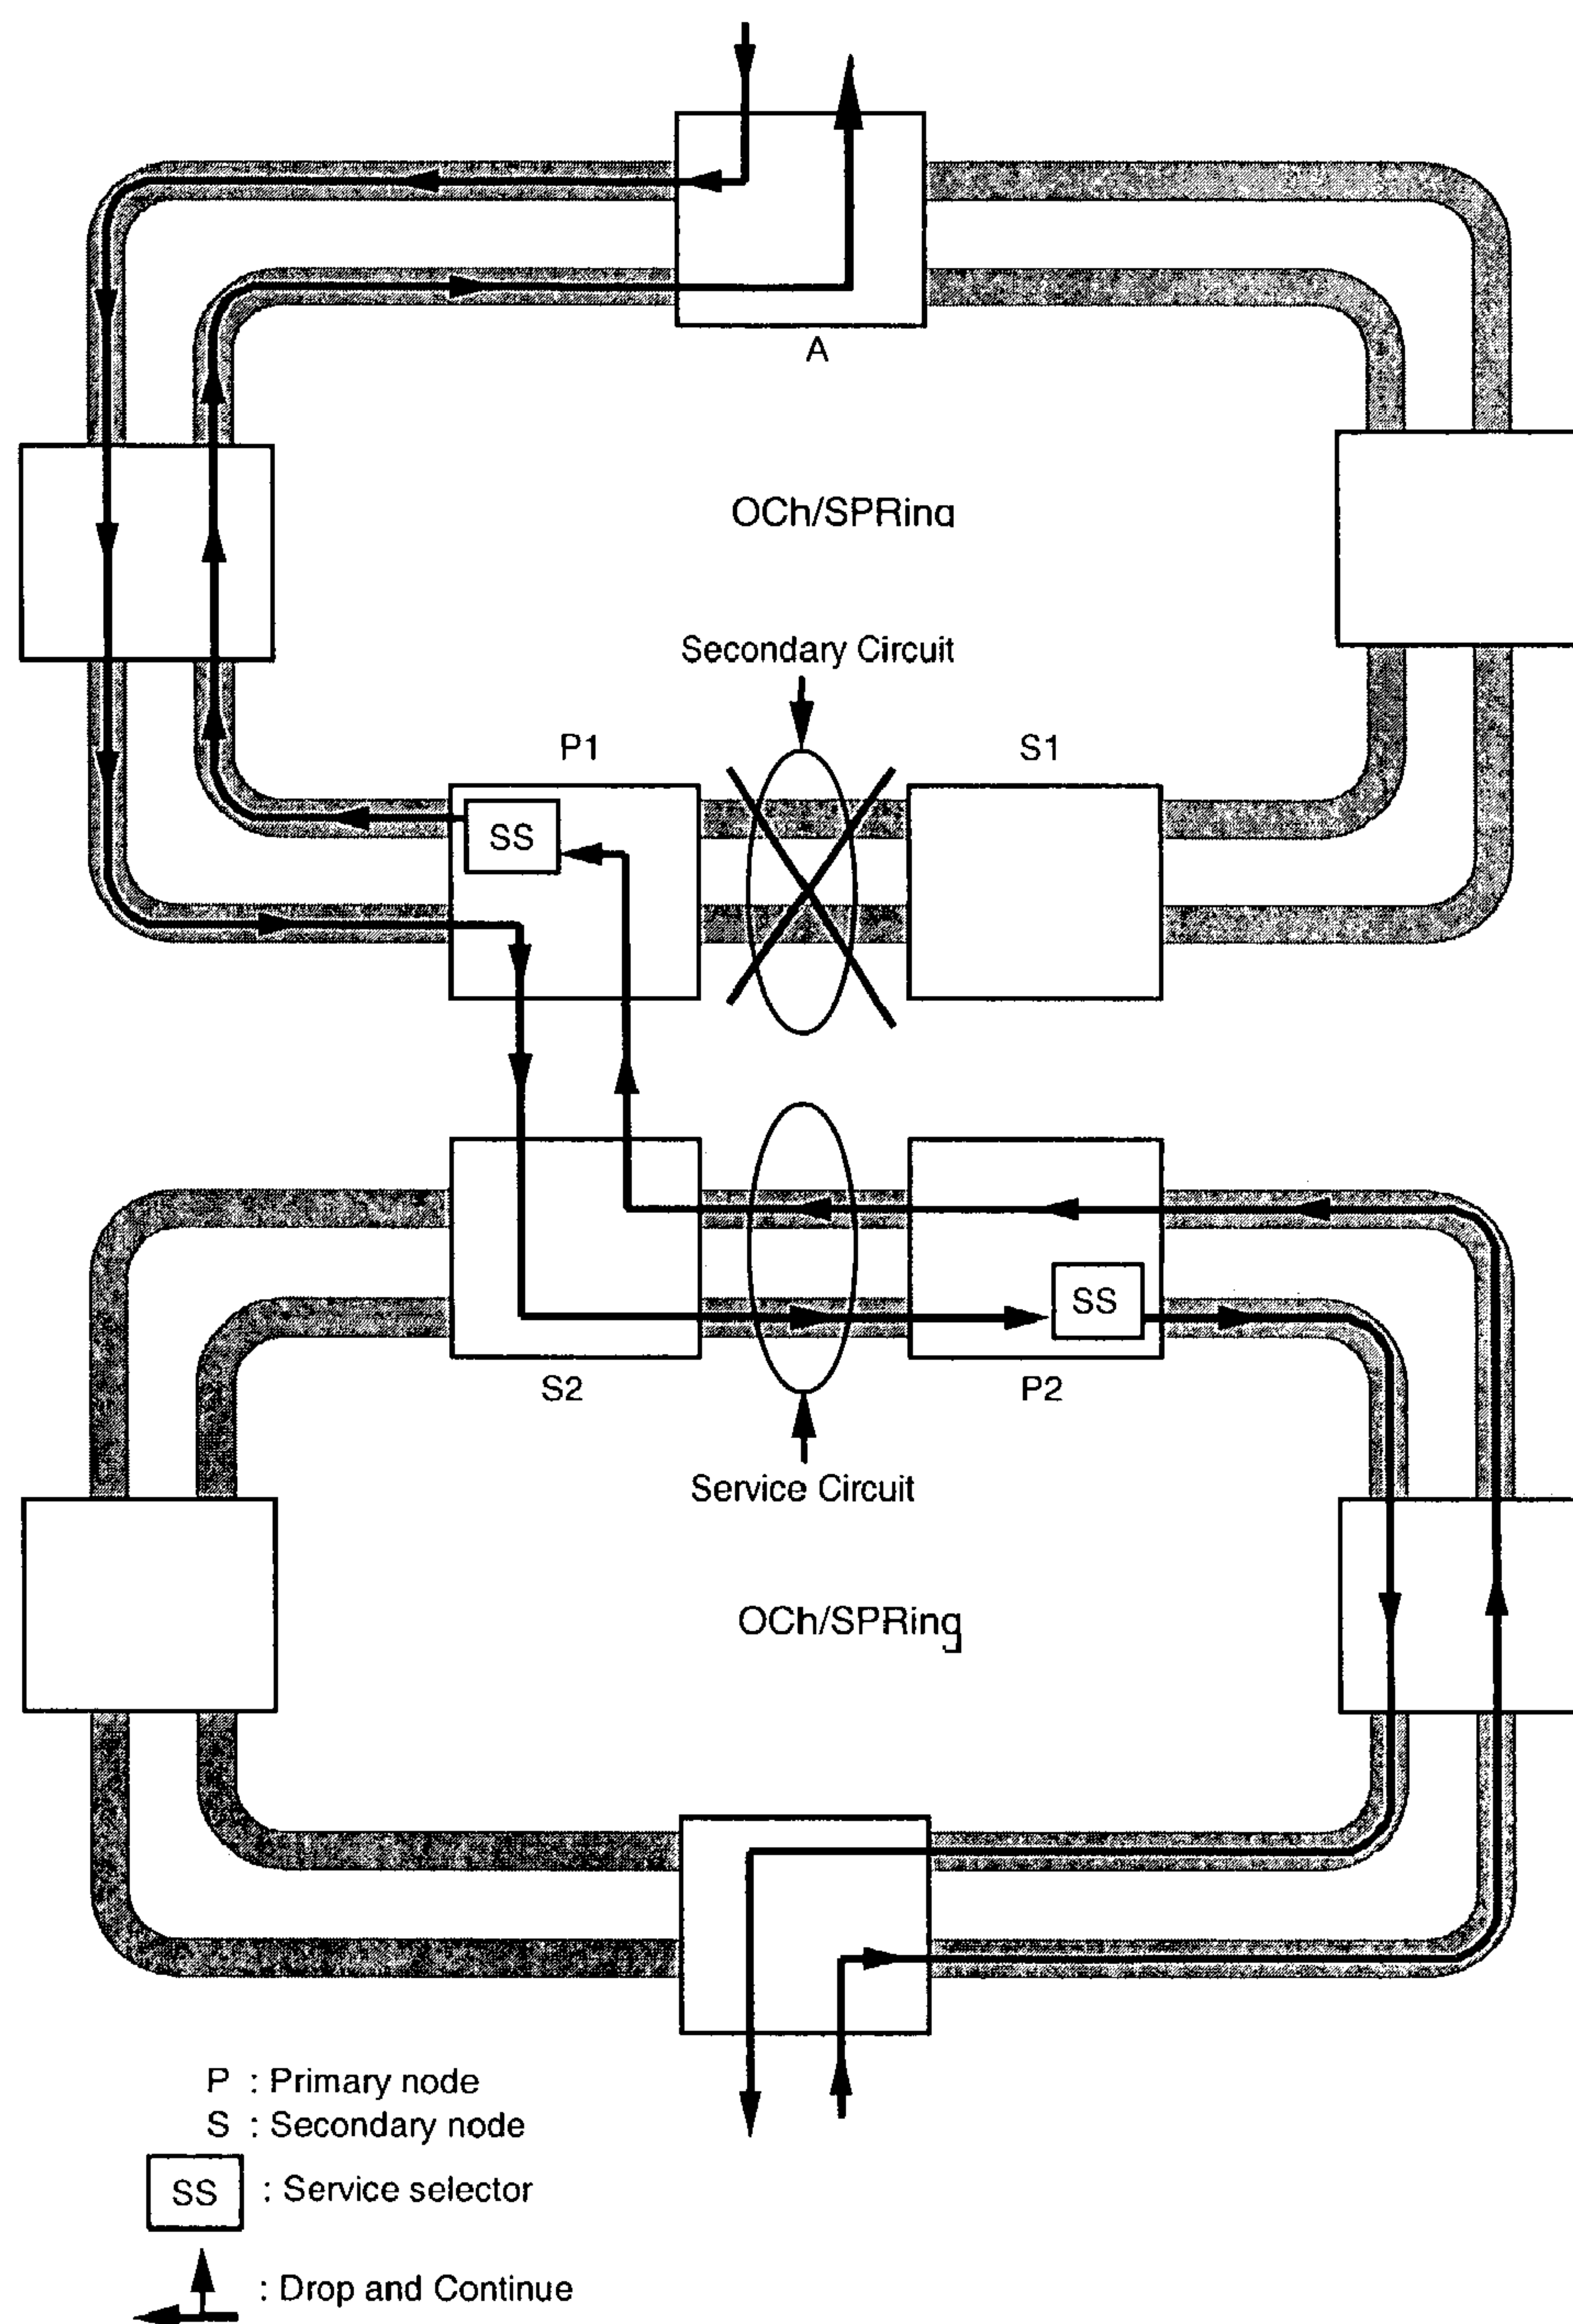 A
OCh/SPRing
Secondary Circuit
P1
S1
SS
SS
S2
P2
Service Circuit
OCh/SPRing
P : Primary node
S : Secondary node
SS : Service selector
: Drop and Continue